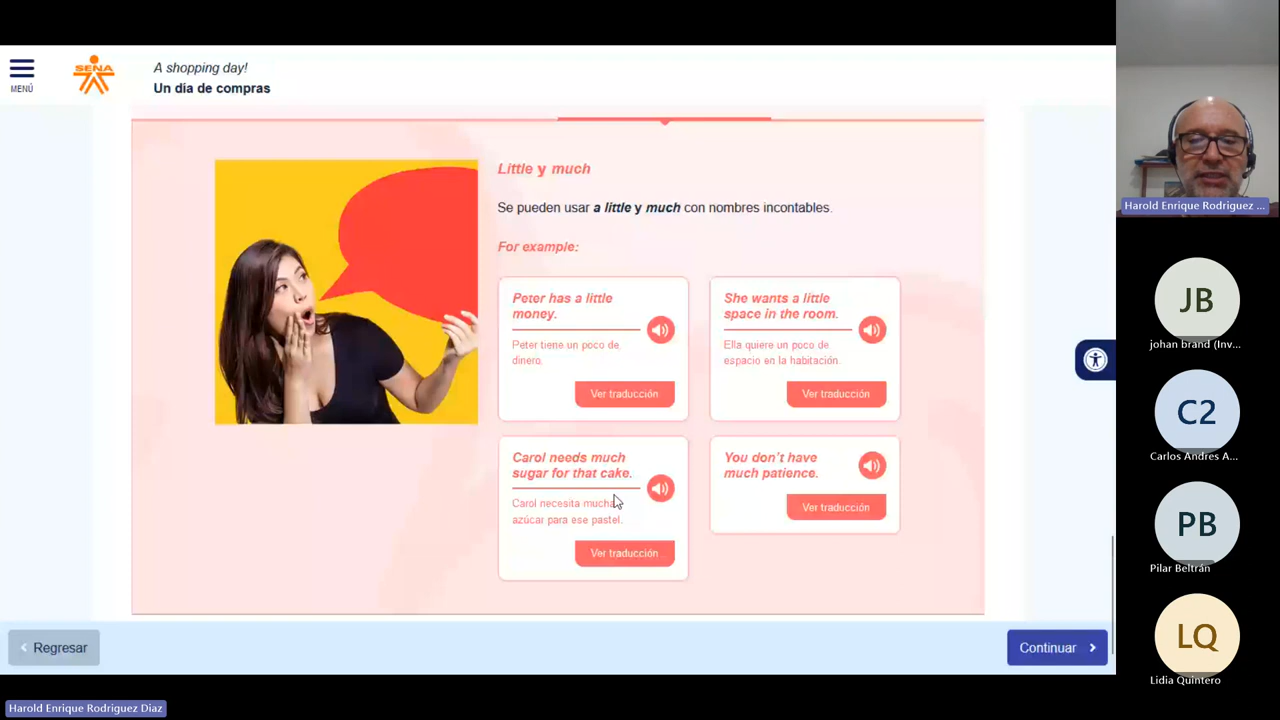 MENÚ
SENA
A shopping day!
Un día de compras
Little y much
Se pueden usar a little y much con nombres incontables.
For example:
Peter has a little
money.
Peter tiene un poco de
dinero.
Ver traducción
She wants a little
space in the room.
Ella quiere un poco de
espacio en la habitación.
Ver traducción
Carol needs much
sugar for that cake.
Carol necesita mucha
azúcar para ese pastel.
Ver traducción
You don't have
much patience.
Ver traducción
Regresar
Continuar
Harold Enrique Rodriguez Diaz
Harold Enrique Rodriguez ...
JB
johan brand (Inv...
C2
Carlos Andres A...
PB
Pilar Beltrán
LQ
Lidia Quintero